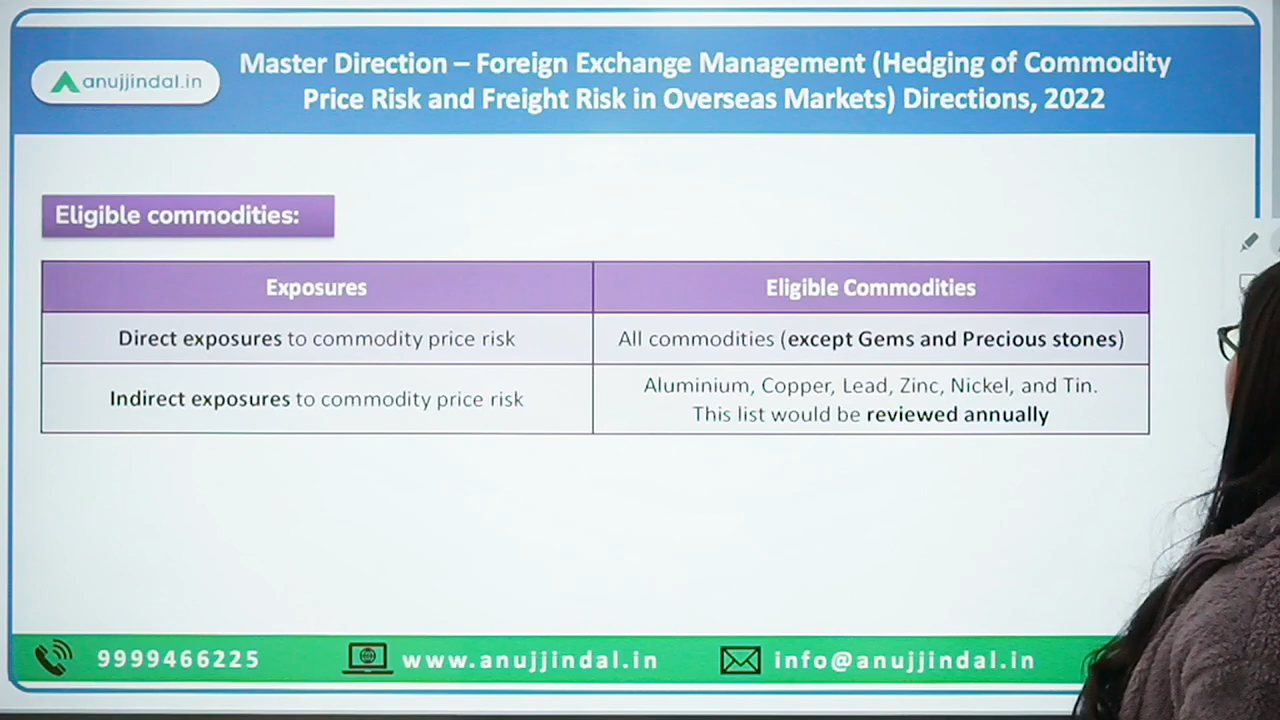 anujjindal.in
Master Direction – Foreign Exchange Management (Hedging of Commodity
Price Risk and Freight Risk in Overseas Markets) Directions, 2022
Eligible commodities:
Exposures
Eligible Commodities
Direct exposures to commodity price risk
All commodities (except Gems and Precious stones)
Indirect exposures to commodity price risk
Aluminium, Copper, Lead, Zinc, Nickel, and Tin.
This list would be reviewed annually
9999466225
www.anujjindal.in
info@anujjindal.in